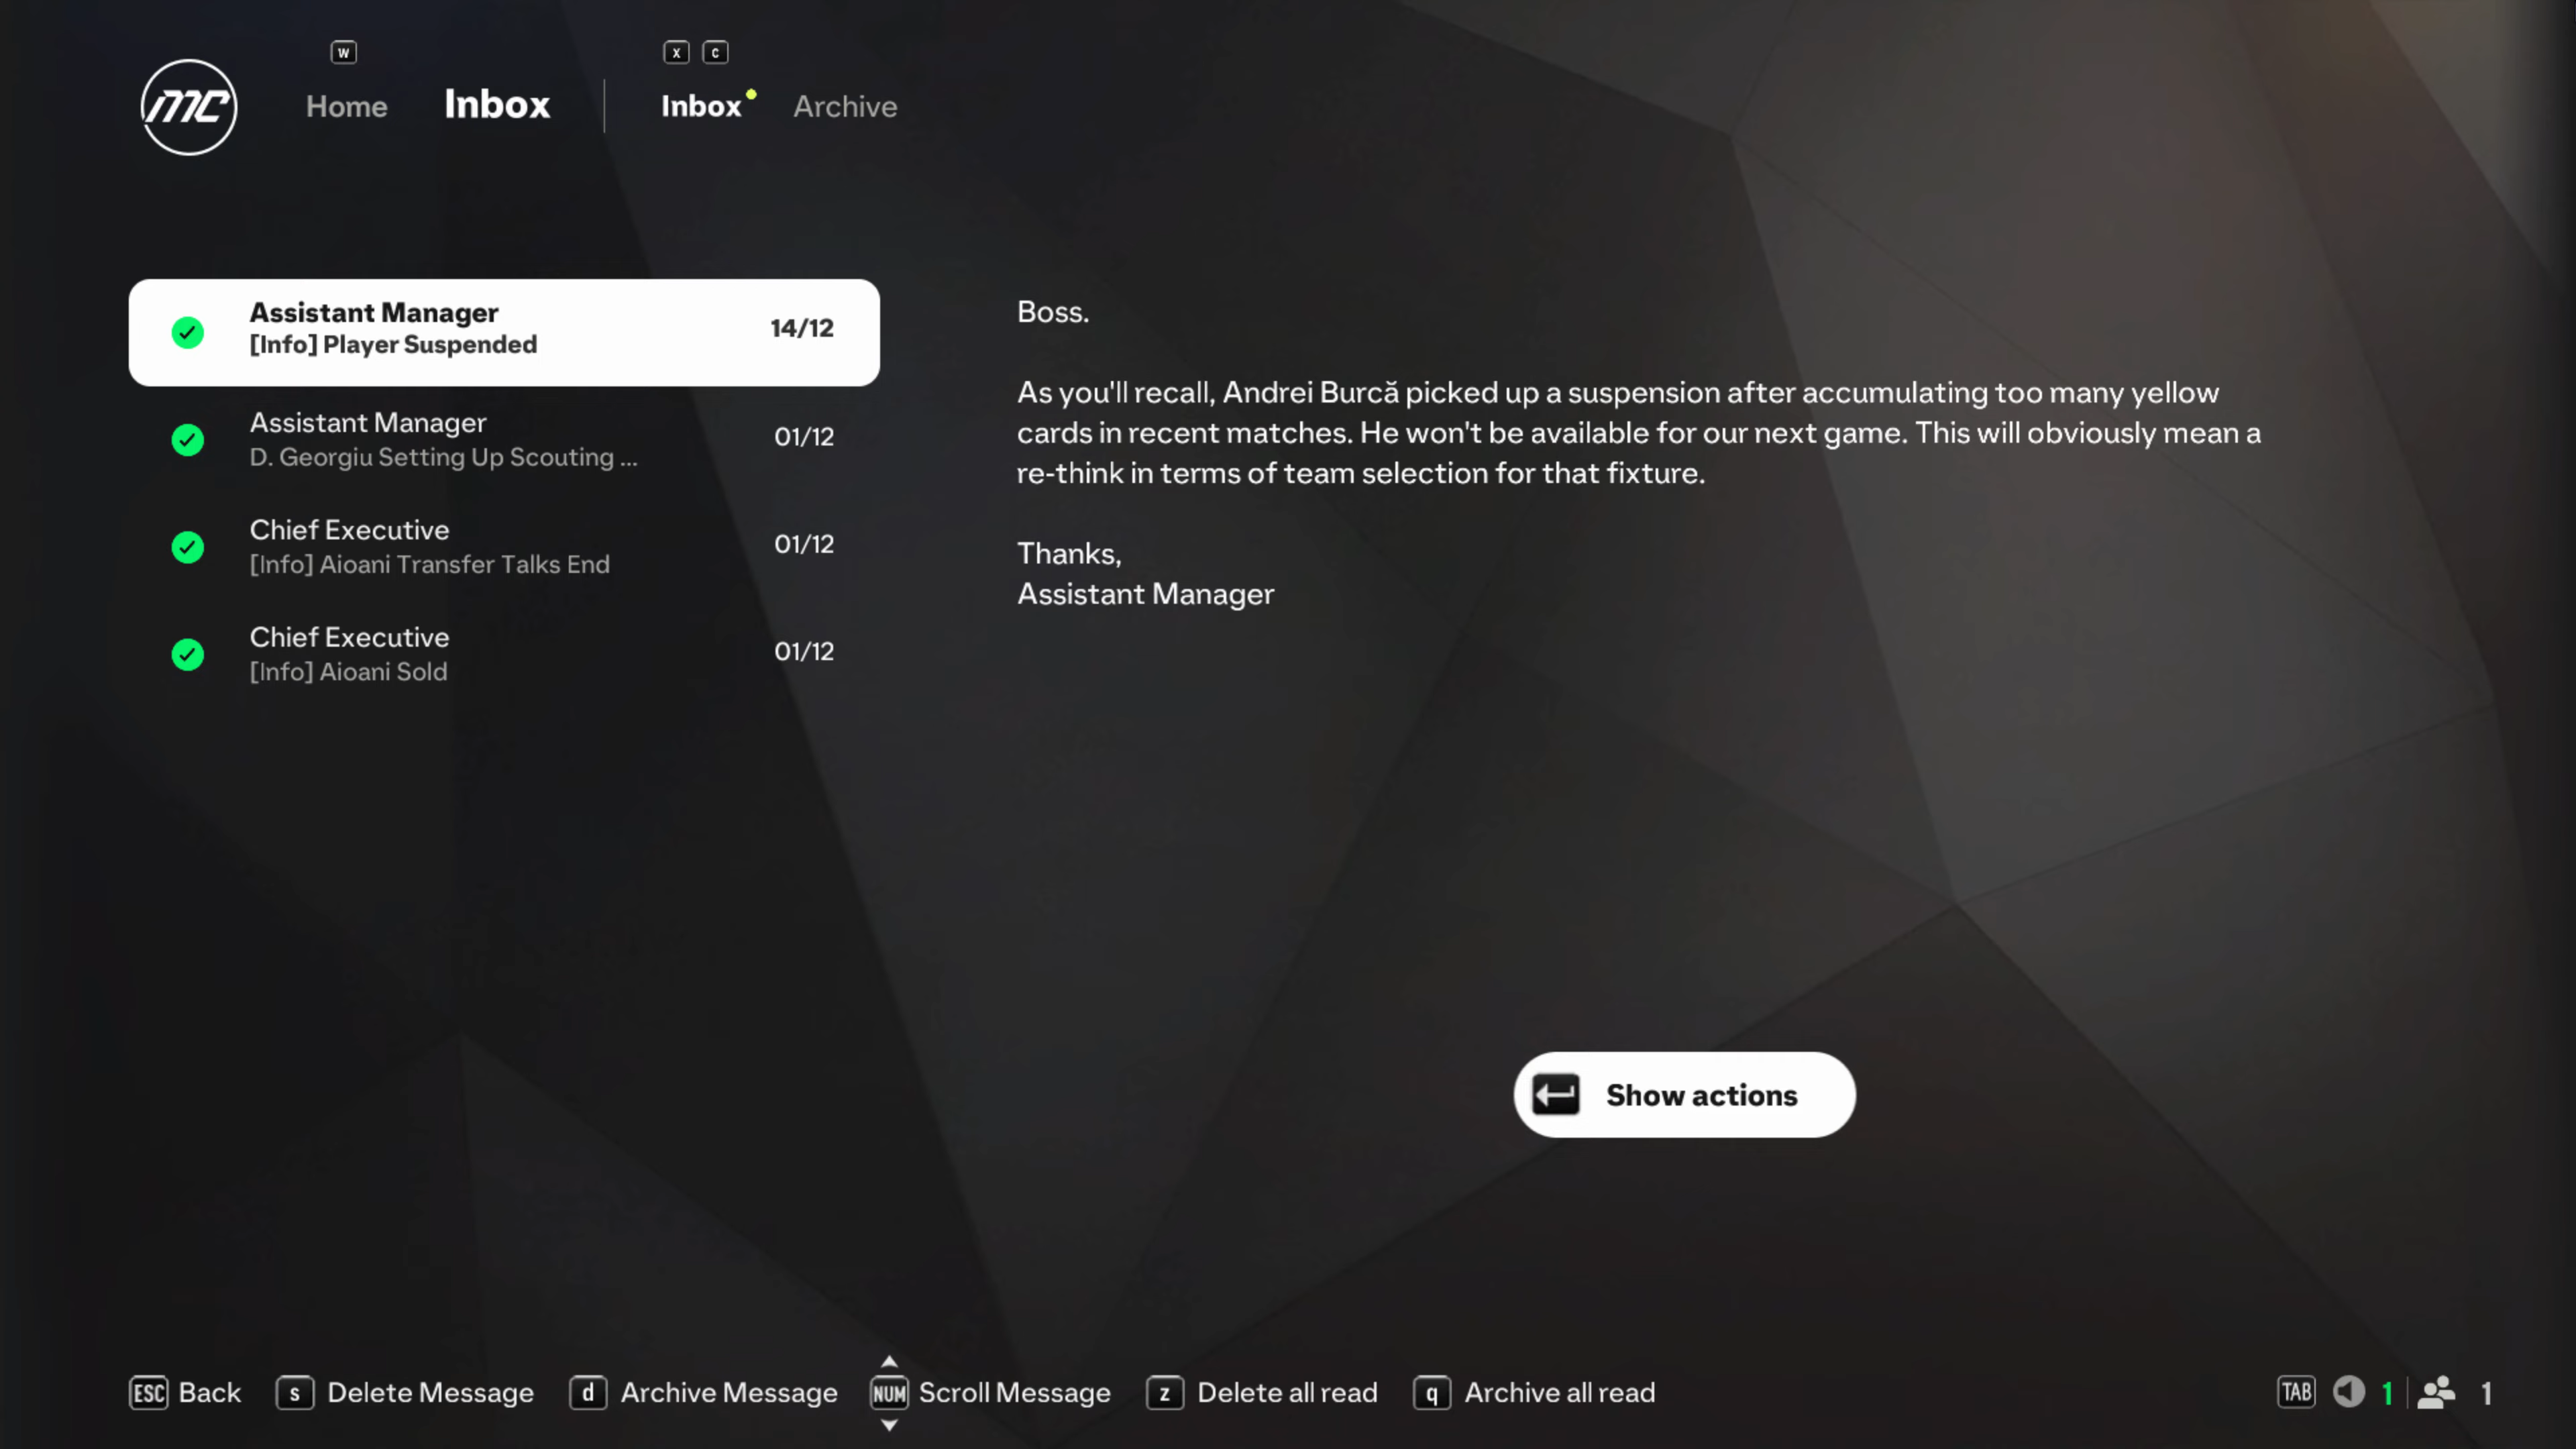 W
X C
MC
Home Inbox Inbox Archive
Assistant Manager
[Info] Player Suspended
14/12
Assistant Manager
D. Georgiu Setting Up Scouting ...
01/12
Chief Executive
[Info] Aioani Transfer Talks End
01/12
Chief Executive
[Info] Aioani Sold
01/12
Boss.
As you'll recall, Andrei Burcă picked up a suspension after accumulating too many yellow
cards in recent matches. He won't be available for our next game. This will obviously mean a
re-think in terms of team selection for that fixture.
Thanks,
Assistant Manager
Show actions
ESC Back s Delete Message d Archive Message NUM Scroll Message z Delete all read q Archive all read
TAB 1 1